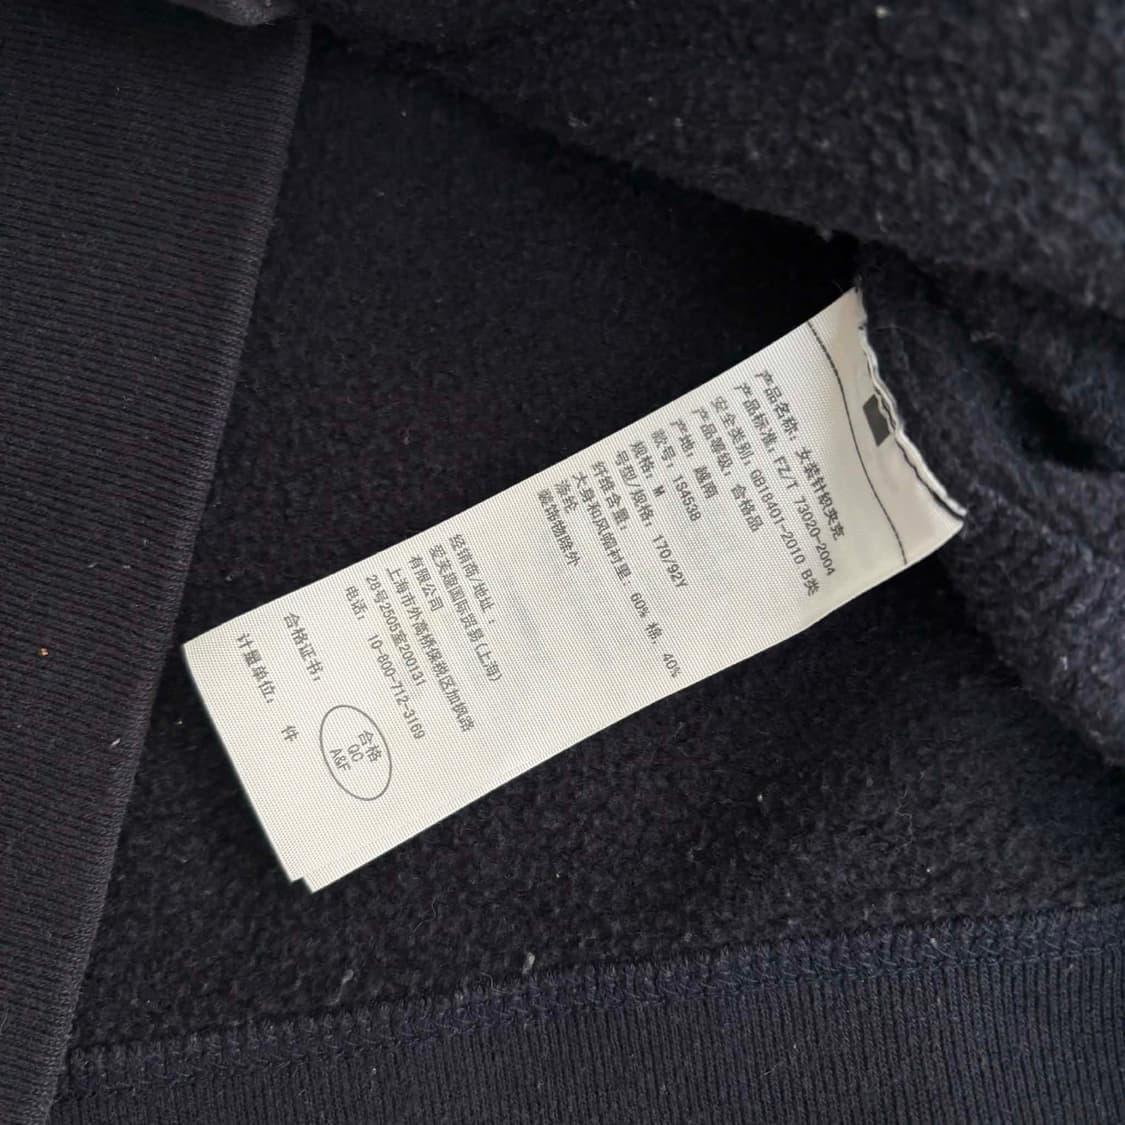 产品名称: 女装针织夹克
产品标准: FZ/T 73020-2004
安全类别: GB18401-2010 B类
产品等级: 合格品
产地: 越南
款号: 1S4538
规格: M
号型/规格: 170/92Y
纤维含量:
大身和风帽衬里: 60% 棉, 40%
涤纶
装饰物除外
经销商/地址:
爱芙趣国际贸易(上海)
有限公司
上海市外高桥保税区加枫路
28号2505室200131
电话: 10-800-712-3169
合格证书:
合格
QC
A&F
计量单位: 件